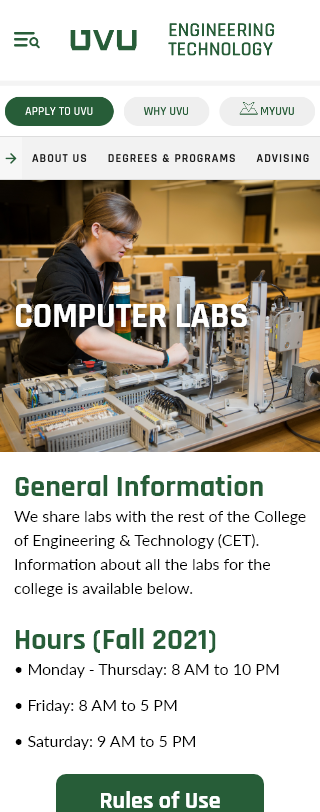 UVU
ENGINEERING
TECHNOLOGY
APPLY TO UVU
WHY UVU
MYUVU
ABOUT US
DEGREES & PROGRAMS
ADVISING
COMPUTER LABS
General Information
We share labs with the rest of the College
of Engineering & Technology (CET).
Information about all the labs for the
college is available below.
Hours (Fall 2021)
• Monday - Thursday: 8 AM to 10 PM
• Friday: 8 AM to 5 PM
• Saturday: 9 AM to 5 PM
Rules of Use